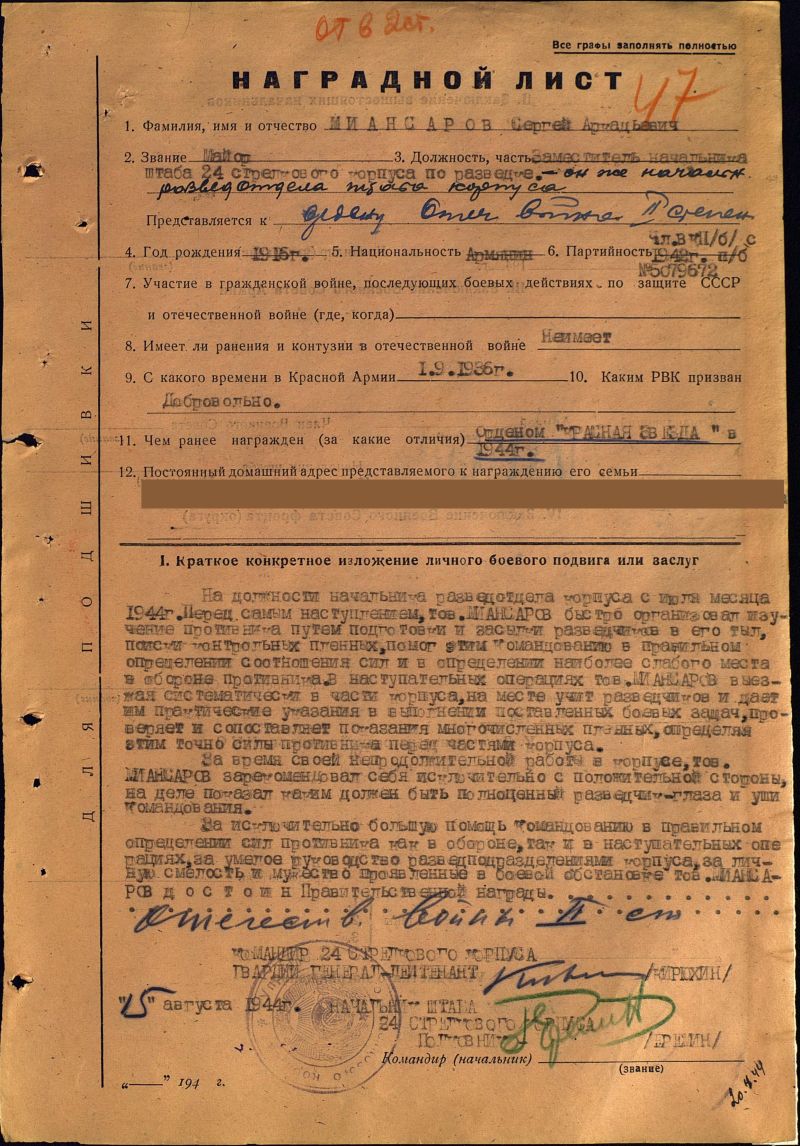 ОТ В 2 ст.
Все графы заполнять полностью
НАГРАДНОЙ ЛИСТ
47
1. Фамилия, имя и отчество МИАНСАРОВ Сергей Аркадьевич
2. Звание Майор 3. Должность, часть Заместитель начальника
штаба 24 стрелкового корпуса по разведке. – он же начальн.
разведотдела штаба корпуса
Представляется к ордену Отеч войны II степени
чл.ВКП/б/ с
4. Год рождения 1915г. 5. Национальность Армянин 6. Партийность 1942г. п/б
№5079672
7. Участие в гражданской войне, последующих боевых действиях по защите СССР
и отечественной войне (где, когда)
8. Имеет ли ранения и контузии в отечественной войне Неимеет
9. С какого времени в Красной Армии 1.9.1936г. 10. Каким РВК призван
Добровольно.
11. Чем ранее награжден (за какие отличия) Орденом "КРАСНАЯ ЗВЕЗДА" в
1944г.
12. Постоянный домашний адрес представляемого к награждению его семьи
ДЛЯ ПОДШИВКИ
I. Краткое конкретное изложение личного боевого подвига или заслуг
На должности начальника разведотдела корпуса с июля месяца
1944г. Перед самым наступлением, тов. МИАНСАРОВ быстро организовал изу-
чение противника путем подготовки и засылки разведчиков в его тыл,
поиски контрольных пленных, помог этим командованию в правильном
определении соотношения сил и в определении наиболее слабого места
в обороне противника. В наступательных операциях тов. МИАНСАРОВ выез-
жая систематически в части корпуса, на месте учит разведчиков и дает
им практические указания в выполнении поставленных боевых задач, про-
веряет и сопоставляет показания многочисленных пленных, определяя
этим точно силы противника перед частями корпуса.
За время своей непродолжительной работы в корпусе, тов.
МИАНСАРОВ зарекомендовал себя исключительно с положительной стороны,
на деле показал каким должен быть полноценный разведчик-глаза и уши
командования.
За исключительно большую помощь командованию в правильном
определении сил противника как в обороне, так и в наступательных опе
рациях, за умелое руководство разведподразделениями корпуса, за лич-
ную смелость и мужество проявленные в боевой обстановке тов. МИАНСА-
РОВ д о с т о и н Правительственной награды.
Отечеств. войны II ст
КОМАНДИР 24 СТРЕЛКОВОГО КОРПУСА
ГВАРДИИ ГЕНЕРАЛ-ЛЕЙТЕНАНТ /КИРЮХИН/
"15" августа 1944г. НАЧАЛЬНИК ШТАБА
24 СТРЕЛКОВОГО КОРПУСА
Полковник /ЕРЕМИН/
Командир (начальник)
(звание)
„—" 194 г.